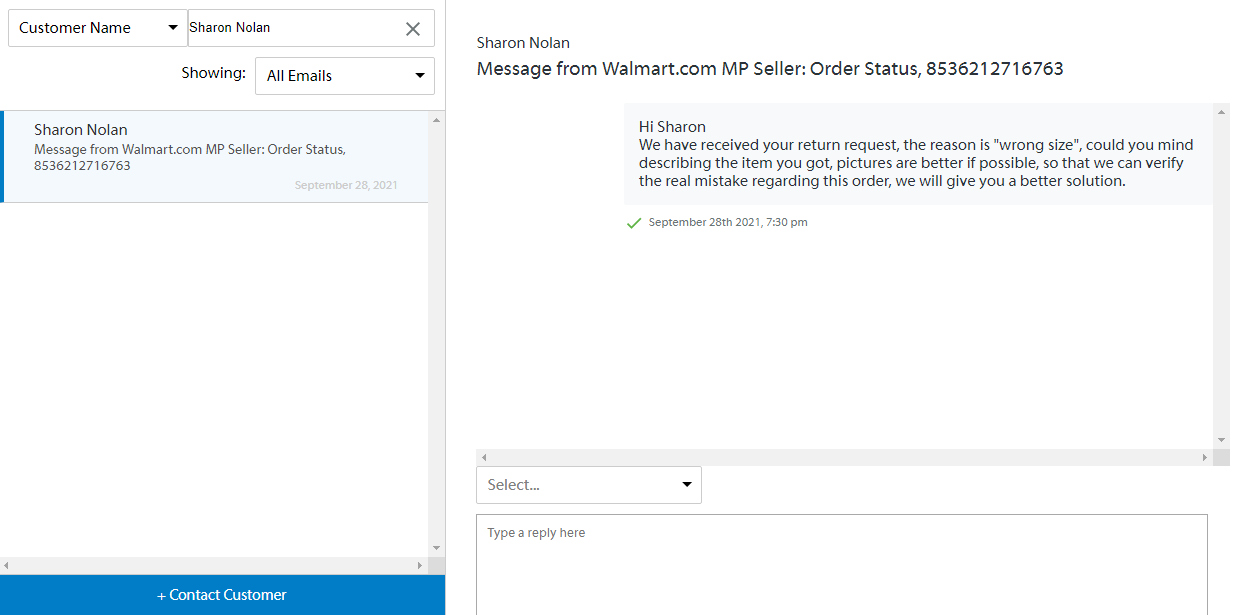 Customer Name
Sharon Nolan
Showing:
All Emails
Sharon Nolan
Message from Walmart.com MP Seller: Order Status,
8536212716763
September 28, 2021
+ Contact Customer
Sharon Nolan
Message from Walmart.com MP Seller: Order Status, 8536212716763
Hi Sharon
We have received your return request, the reason is "wrong size", could you mind
describing the item you got, pictures are better if possible, so that we can verify
the real mistake regarding this order, we will give you a better solution.
September 28th 2021, 7:30 pm
Select...
Type a reply here